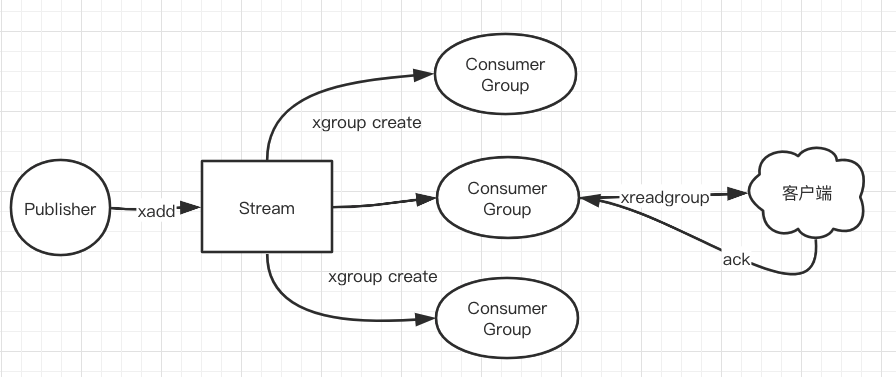 Consumer
Group
xgroup create
Publisher
xadd
Stream
Consumer
Group
xreadgroup
客户端
ack
xgroup create
Consumer
Group